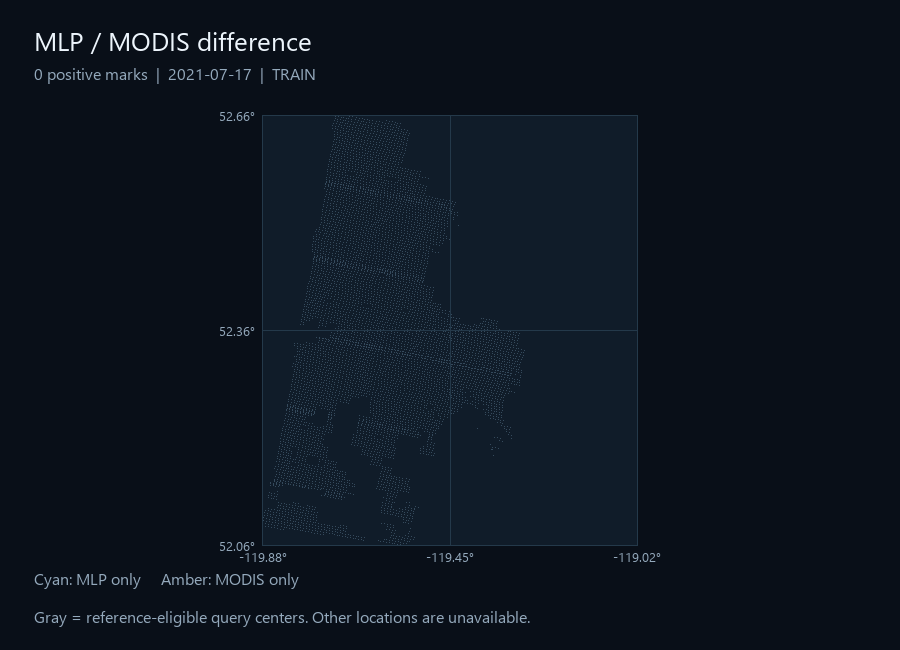 MLP / MODIS difference
0 positive marks | 2021-07-17 | TRAIN
52.66°
52.36°
52.06°
-119.88° -119.45° -119.02°
Cyan: MLP only Amber: MODIS only
Gray = reference-eligible query centers. Other locations are unavailable.